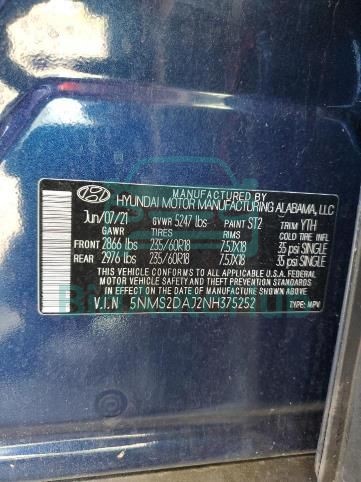 MANUFACTURED BY
HYUNDAI MOTOR MANUFACTURING ALABAMA, LLC
Jun/07/21 GVWR 5247 lbs PAINT ST2 TRIM YTH
GAWR TIRES RIMS COLD TIRE INFL
FRONT 2866 lbs 235/60R18 7.5JX18 35 psi SINGLE
REAR 2976 lbs 235/60R18 7.5JX18 35 psi SINGLE
THIS VEHICLE CONFORMS TO ALL APPLICABLE U.S.A. FEDERAL
MOTOR VEHICLE SAFETY AND THEFT PREVENTION STANDARDS
IN EFFECT ON THE DATE OF MANUFACTURE SHOWN ABOVE.
V.I.N 5NMS2DAJ2NH375252 TYPE: MPV